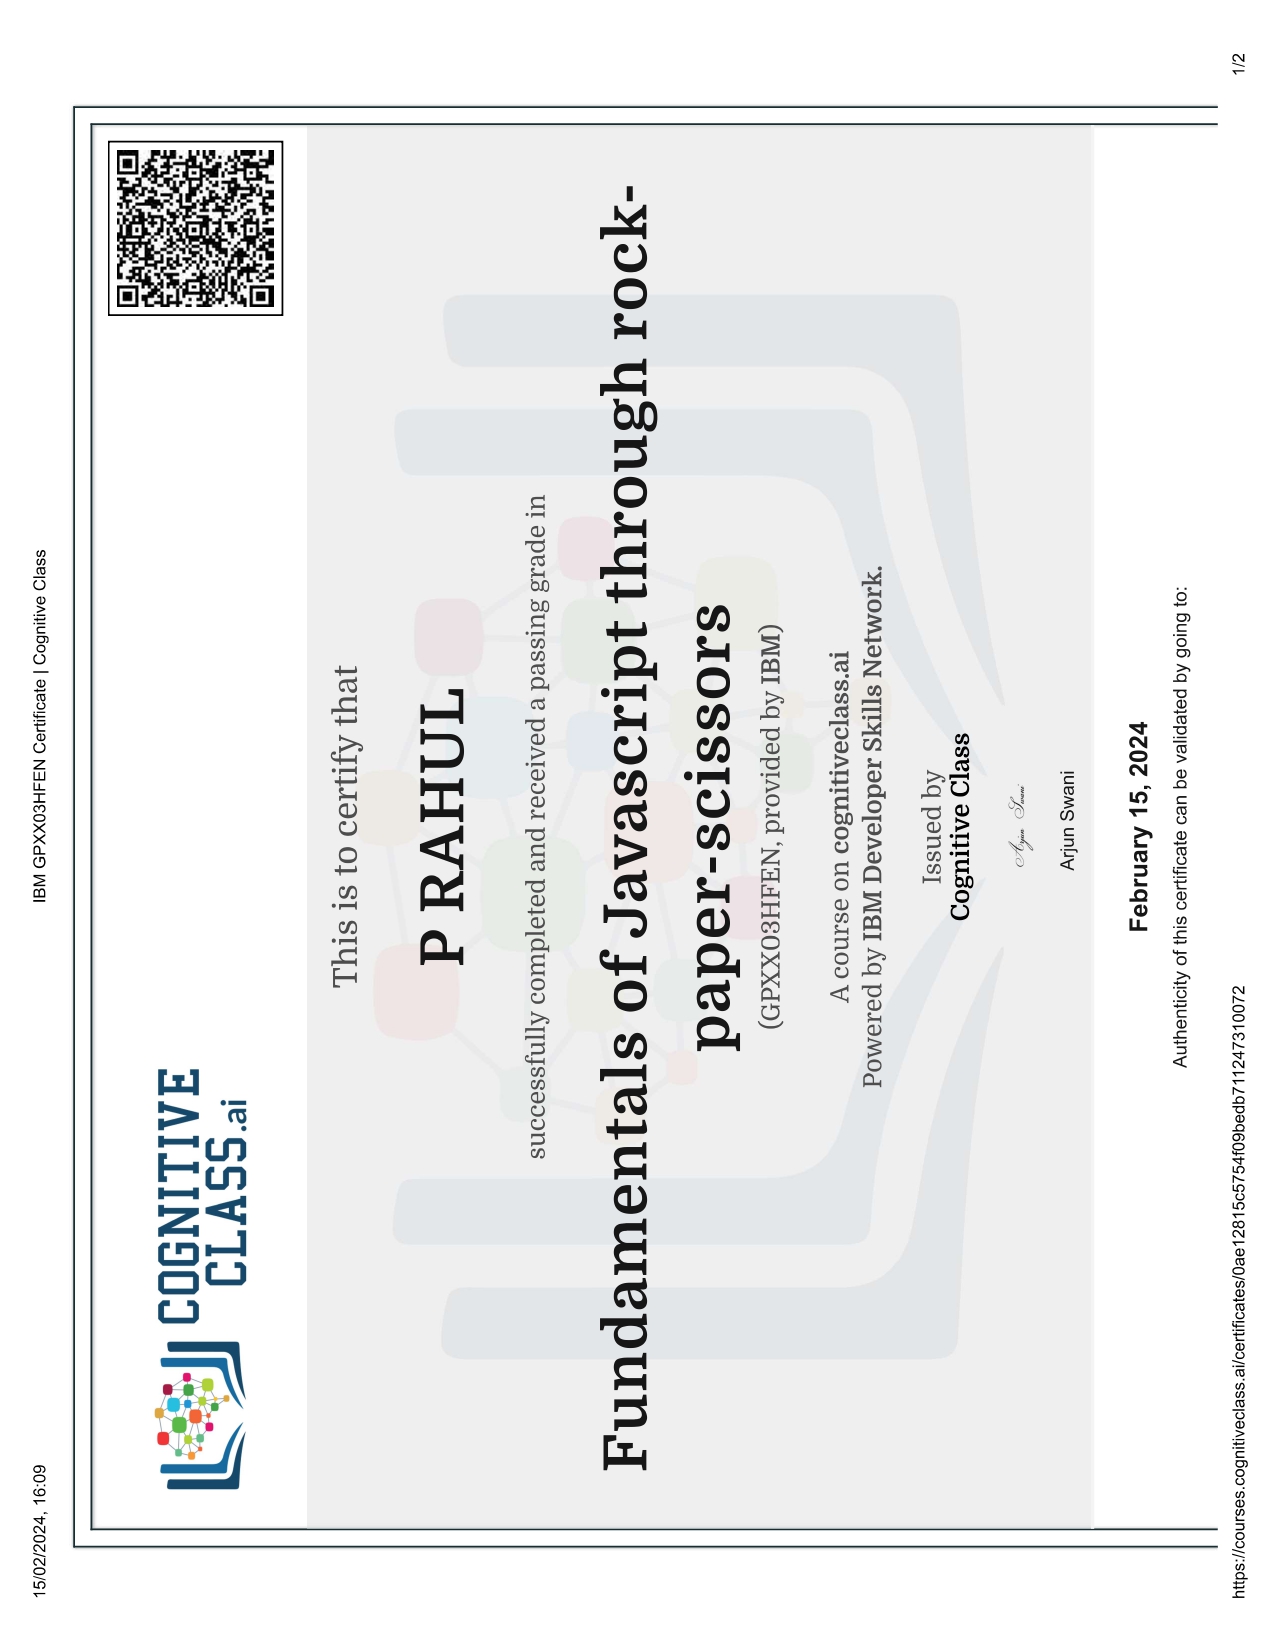 15/02/2024, 16:09
IBM GPXX03HFEN Certificate | Cognitive Class
COGNITIVE
CLASS.ai
This is to certify that
P RAHUL
successfully completed and received a passing grade in
Fundamentals of Javascript through rock-
paper-scissors
(GPXX03HFEN, provided by IBM)
A course on cognitiveclass.ai
Powered by IBM Developer Skills Network.
Issued by
Cognitive Class
Arjun Swani
Arjun Swani
February 15, 2024
Authenticity of this certificate can be validated by going to:
https://courses.cognitiveclass.ai/certificates/0ae12815c5754f09bedb711247310072
1/2